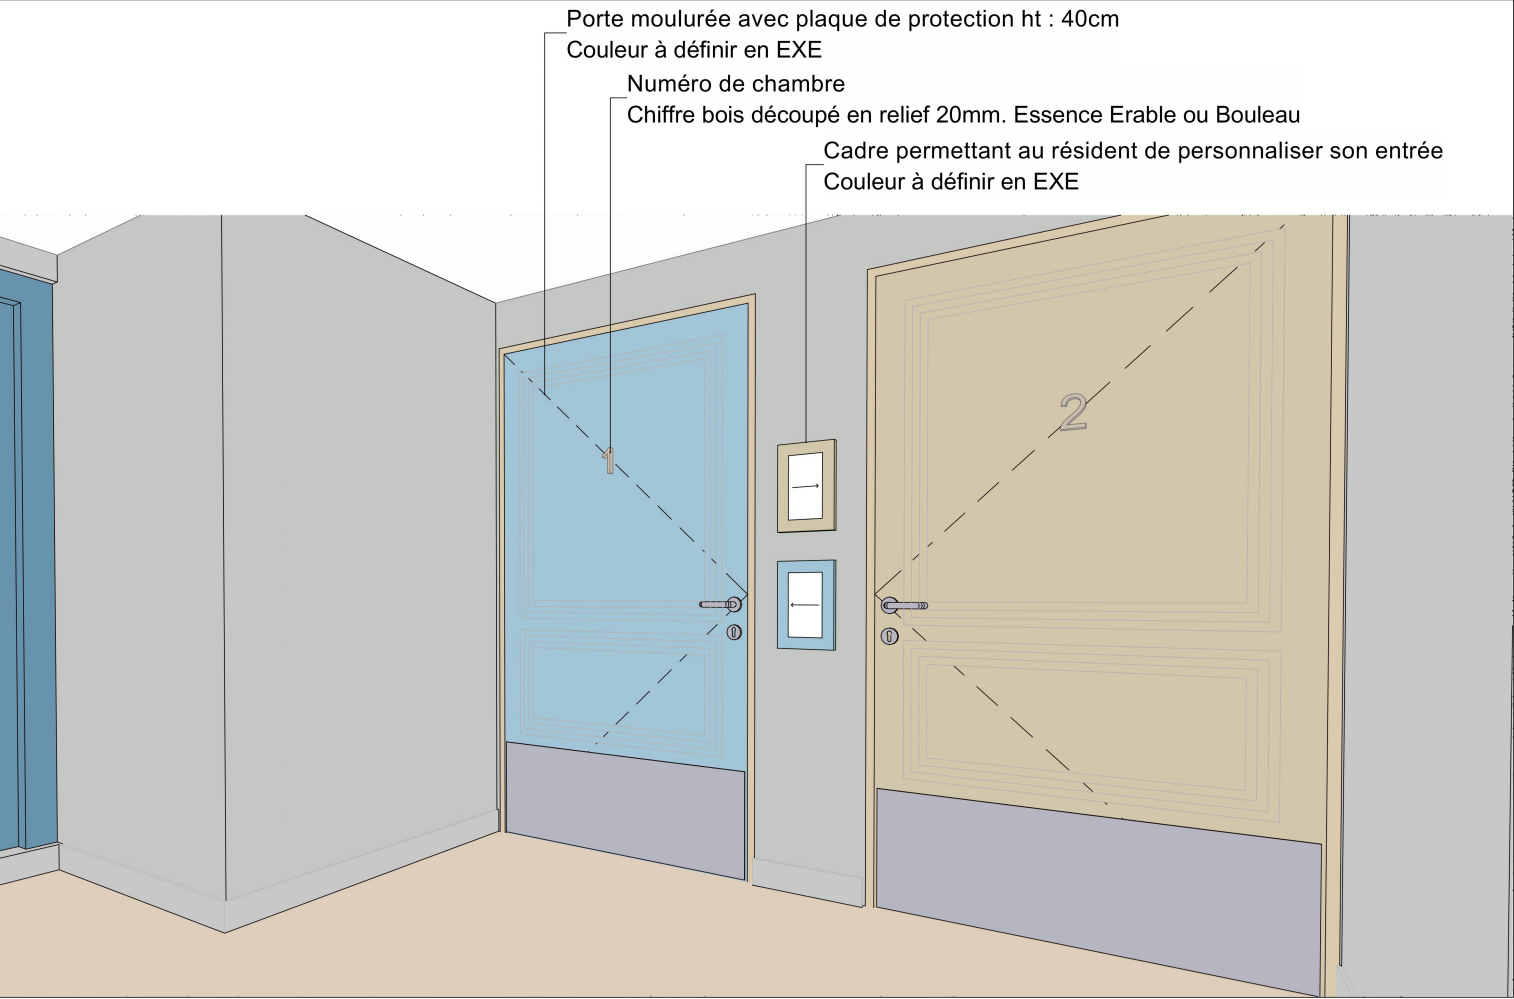 Porte moulurée avec plaque de protection ht : 40cm
Couleur à définir en EXE
Numéro de chambre
Chiffre bois découpé en relief 20mm. Essence Erable ou Bouleau
Cadre permettant au résident de personnaliser son entrée
Couleur à définir en EXE
1
2